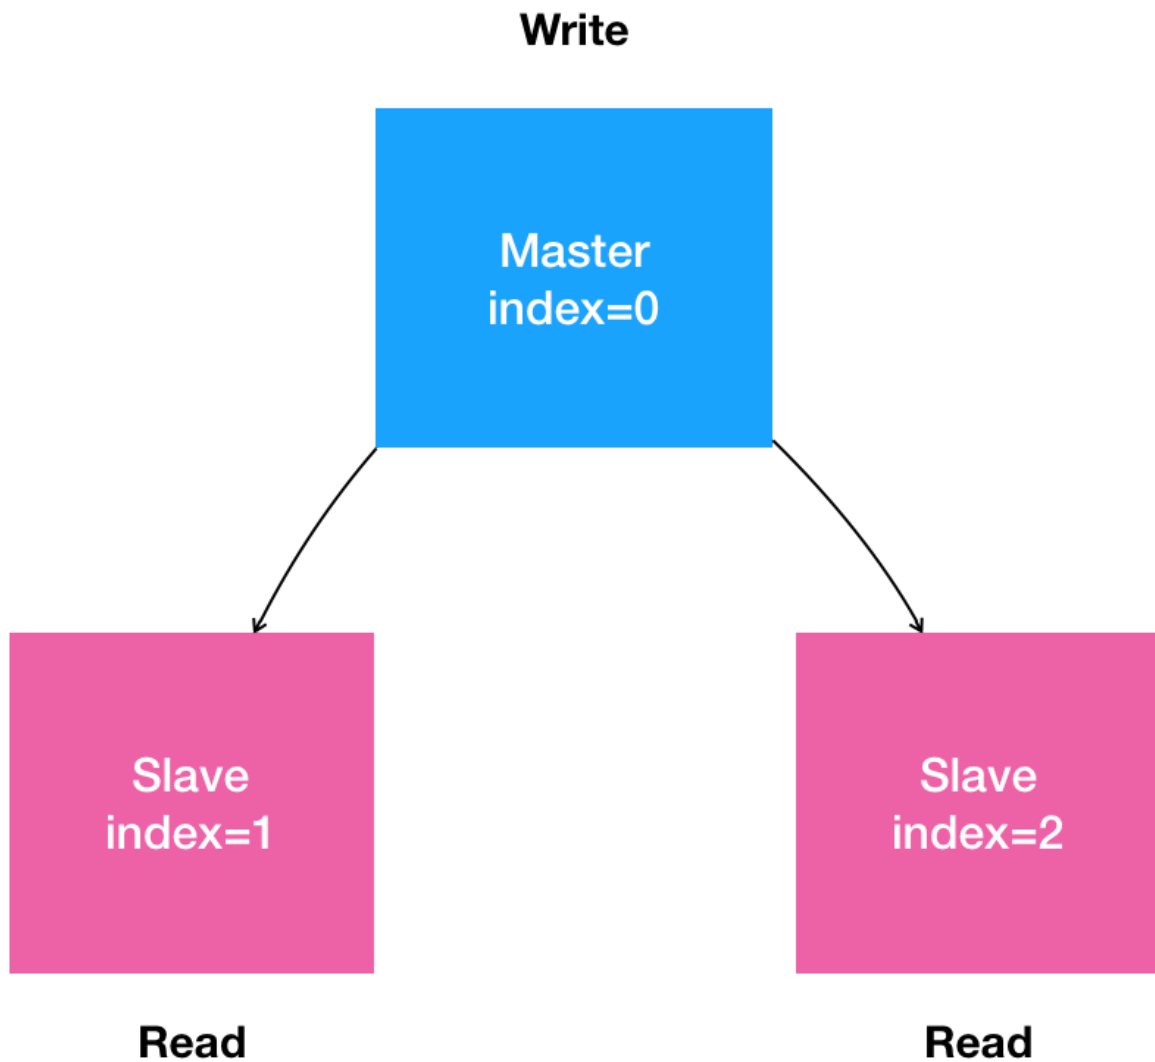 Write
Master
index=0
Slave
index=1
Slave
index=2
Read
Read